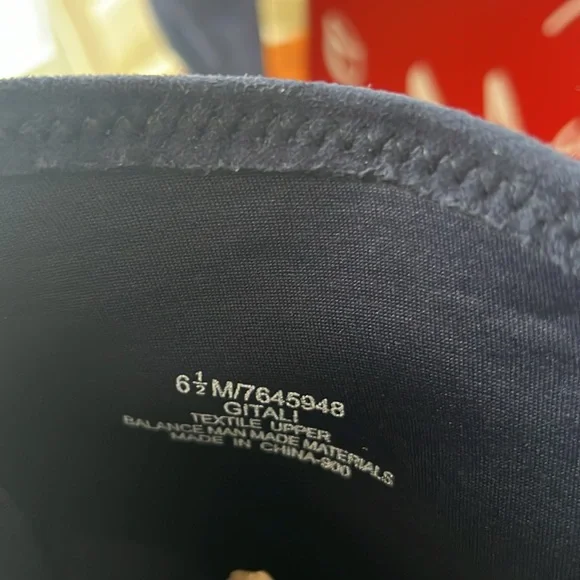 6½ M/7645948
GITALI
TEXTILE UPPER
BALANCE MAN MADE MATERIALS
MADE IN CHINA-900